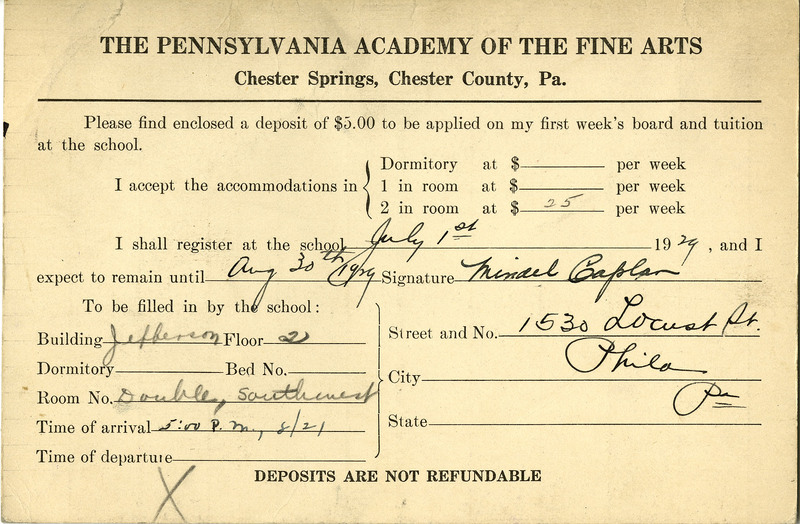 THE PENNSYLVANIA ACADEMY OF THE FINE ARTS
Chester Springs, Chester County, Pa.
Please find enclosed a deposit of $5.00 to be applied on my first week's board and tuition
at the school.
I accept the accommodations in
Dormitory at $ per week
1 in room at $ per week
2 in room at $ 25 per week
I shall register at the school July 1st 1929, and I
expect to remain until Aug 30th 1929 Signature Mindel Caplan
To be filled in by the school:
Building Jefferson Floor 2
Dormitory Bed No.
Room No. Double, Southwest
Time of arrival 5:00 P.M., 8/21
Time of departure
Street and No. 1530 Locust St.
City Phila
State Pa
DEPOSITS ARE NOT REFUNDABLE
X